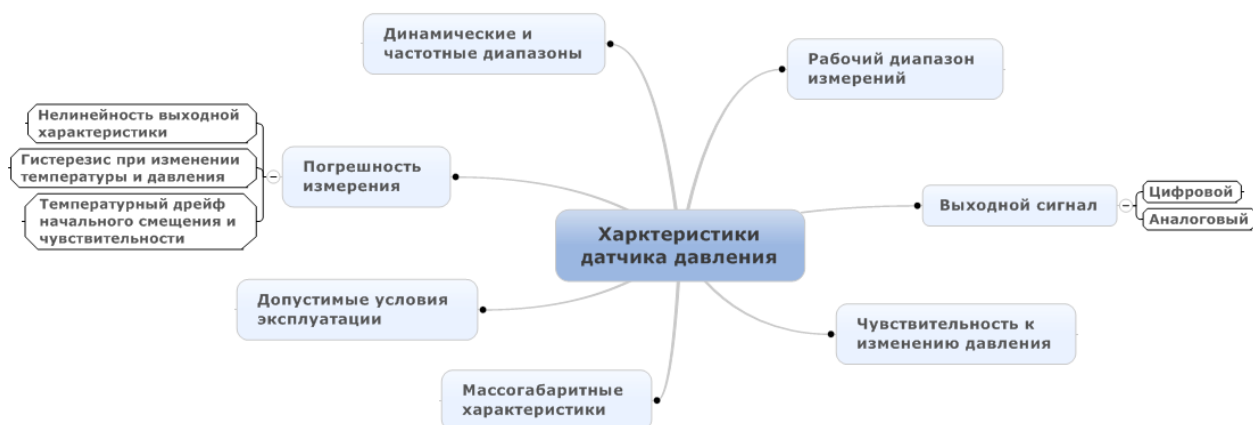 Динамические и
частотные диапазоны
Рабочий диапазон
измерений
Нелинейность выходной
характеристики
Гистерезис при изменении
температуры и давления
Температурный дрейф
начального смещения и
чувствительности
Погрешность
измерения
Выходной сигнал
Цифровой
Аналоговый
Харктеристики
датчика давления
Допустимые условия
эксплуатации
Чувствительность к
изменению давления
Массогабаритные
характеристики